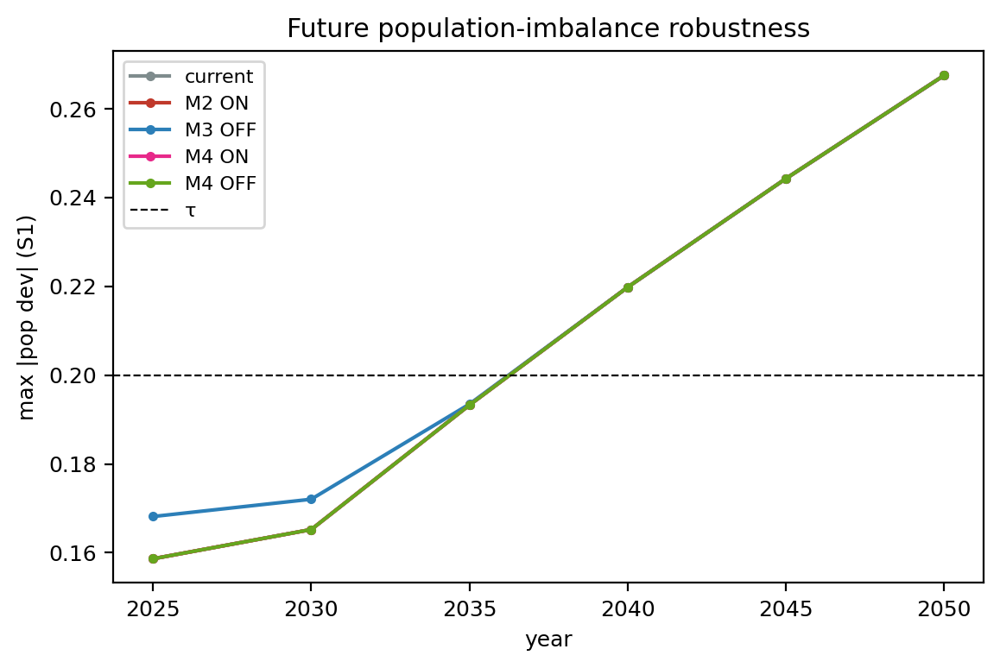 Future population-imbalance robustness
current
M2 ON
M3 OFF
M4 ON
M4 OFF
τ
max |pop dev| (S1)
0.26
0.24
0.22
0.20
0.18
0.16
2025 2030 2035 2040 2045 2050
year